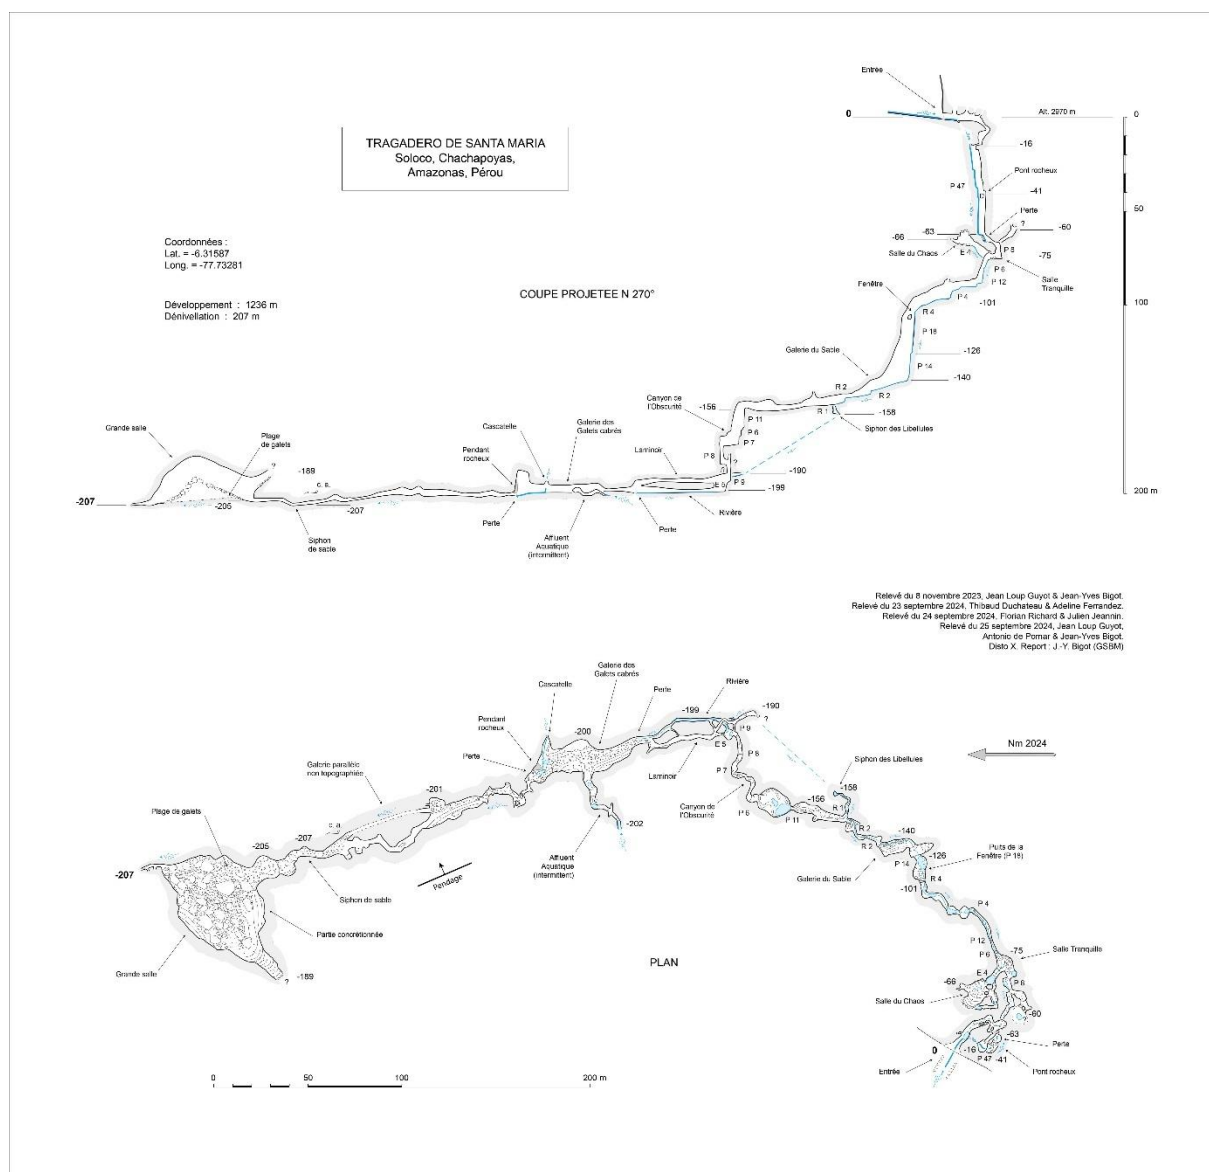 Entrée
0
Alt. 2970 m
0
TRAGADERO DE SANTA MARIA
Soloco, Chachapoyas,
Amazonas, Pérou
-16
Pont rocheux
P 47
-41
50
Perte
?
-63
-60
-66
Salle du Chaos
E 4
P 8
-75
Coordonnées :
Lat. = -6.31587
Long. = -77.73281
P 6
Salle
Tranquille
P 12
Fenêtre
COUPE PROJETEE N 270°
P 4
-101
100
Développement : 1236 m
Dénivellation : 207 m
R 4
P 18
Galerie du Sable
-126
P 14
-140
R 2
R 2
Canyon de
l'Obscurité
-156
R 1
-158
P 11
Siphon des Libellules
Grande salle
Cascatelle
Galerie des
Galets cabrés
P 6
Plage
de galets
P 7
Pendant
rocheux
Laminoir
P 8
?
?
-189
-190
c. a.
E 5
P 9
-199
200 m
-207
-205
-207
Perte
Perte
Rivière
Siphon
de sable
Affluent
Aquatique
(intermittent)
Relevé du 8 novembre 2023, Jean Loup Guyot & Jean-Yves Bigot.
Relevé du 23 septembre 2024, Thibaud Duchateau & Adeline Ferrandez.
Relevé du 24 septembre 2024, Florian Richard & Julien Jeannin.
Relevé du 25 septembre 2024, Jean Loup Guyot,
Antonio de Pomar & Jean-Yves Bigot.
Disto X. Report : J.-Y. Bigot (GSBM)
Galerie des
Galets cabrés
Cascatelle
Perte
Rivière
-199
-190
?
Pendant
rocheux
-200
P 9
Nm 2024
E 5
Perte
P 8
Siphon des Libellules
Galerie parallèle
non topographiée
Laminoir
P 7
-158
-201
Canyon de
l'Obscurité
-156
R 1
Plage de galets
P 6
P 11
c. a.
-202
R 2
-207
R 2
-140
-205
Affluent
Aquatique
(intermittent)
-126
Puits de la
Fenêtre (P 18)
P 14
-207
Galerie du Sable
R 4
Pendage
-101
Siphon de sable
P 4
Partie concrétionnée
P 12
PLAN
P 6
-75
Salle Tranquille
Grande salle
?
-189
E 4
-66
P 8
Salle du Chaos
-60
-63
0
-16
Perte
P 47
-41
Entrée
Pont rocheux
0
50
100
200 m